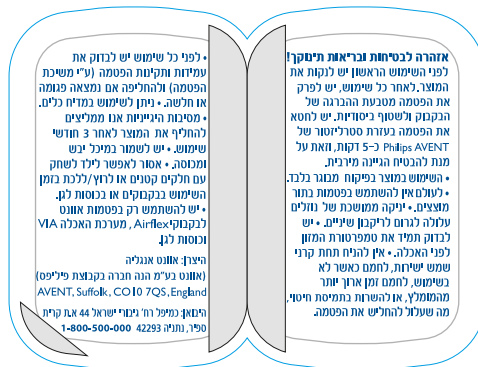 אזהרה לבטיחות ובריאות תינוקך!
לפני השימוש הראשון יש לנקות את
המוצר. לאחר כל שימוש, יש לפרק
את הפטמה מטבעת ההברגה של
הבקבוק ולשטוף ביסודיות. יש לחטא
את הפטמה בעזרת סטרליזטור של
Philips AVENT כ-5 דקות, וזאת על
מנת להבטיח הגיינה מירבית.
• השימוש במוצר בפיקוח מבוגר בלבד.
• לעולם אין להשתמש בפטמות בתור
מוצצים. • יניקה ממושכת של נוזלים
עלולה לגרום לריקבון שיניים. • יש
לבדוק תמיד את טמפרטורת המזון
לפני האכלה. • אין להניח תחת קרני
שמש ישירות, לחמם כאשר לא
בשימוש, לחמם זמן ארוך יותר
מהמומלץ, או להשרות בתמיסת חיטוי,
מה שעלול להחליש את הפטמה.
• לפני כל שימוש יש לבדוק את
עמידות ותקינות הפטמה (ע"י משיכת
הפטמה) ולהחליפה אם נמצאה פגומה
או חלשה. • ניתן לשימוש במדיח כלים.
• מסיבות היגייניות אנו ממליצים
להחליף את המוצר לאחר 3 חודשי
שימוש. • יש לשמור במיכל יבש
ומכוסה. • אסור לאפשר לילד לשחק
עם חלקים קטנים או לרוץ/ללכת בזמן
השימוש בבקבוקים או בכוסות לגן.
• יש להשתמש רק בפטמות אוונט
לבקבוקי Airflex, מערכת האכלה VIA
וכוסות לגן.
היצרן: אוונט אנגליה
(אוונט בע"מ הנה חברה בקבוצת פיליפס)
AVENT, Suffolk, CO10 7QS, England
היבואן: כמיפל רח' גיבורי ישראל 44 א.ת קרית
ספיר, נתניה 42293 1-800-500-000